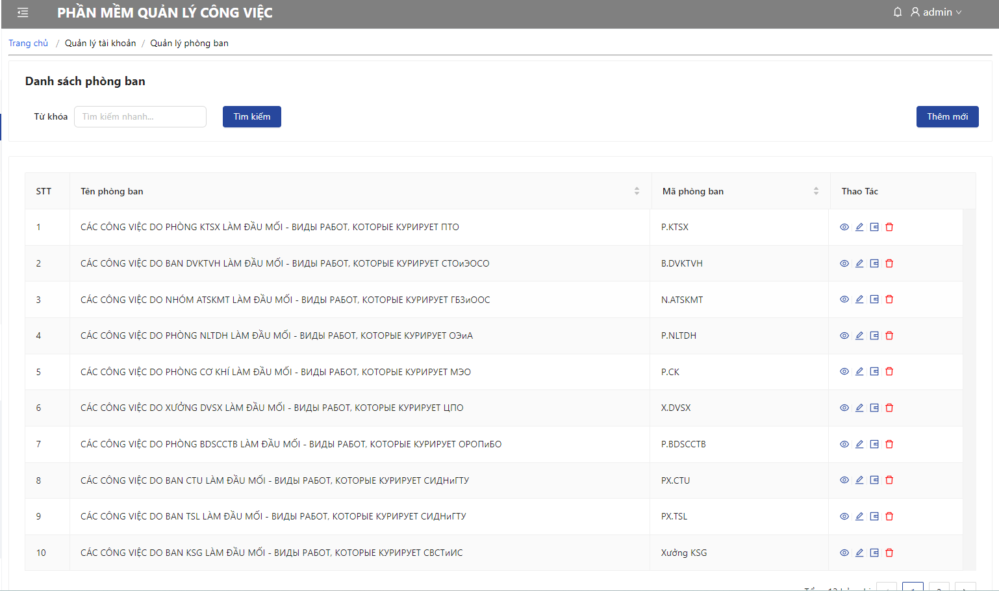 PHẦN MỀM QUẢN LÝ CÔNG VIỆC
admin
Trang chủ / Quản lý tài khoản / Quản lý phòng ban
Danh sách phòng ban
Từ khóa Tìm kiếm nhanh... Tìm kiếm Thêm mới
STT Tên phòng ban Mã phòng ban Thao Tác
1 CÁC CÔNG VIỆC DO PHÒNG KTSX LÀM ĐẦU MỐI - ВИДЫ РАБОТ, КОТОРЫЕ КУРИРУЕТ ПТО P.KTSX
2 CÁC CÔNG VIỆC DO BAN DVKTVH LÀM ĐẦU MỐI - ВИДЫ РАБОТ, КОТОРЫЕ КУРИРУЕТ СТОиЭОСО B.DVKTVH
3 CÁC CÔNG VIỆC DO NHÓM ATSKMT LÀM ĐẦU MỐI - ВИДЫ РАБОТ, КОТОРЫЕ КУРИРУЕТ ГБЗиООС N.ATSKMT
4 CÁC CÔNG VIỆC DO PHÒNG NLTDH LÀM ĐẦU MỐI - ВИДЫ РАБОТ, КОТОРЫЕ КУРИРУЕТ ОЭиА P.NLTDH
5 CÁC CÔNG VIỆC DO PHÒNG CƠ KHÍ LÀM ĐẦU MỐI - ВИДЫ РАБОТ, КОТОРЫЕ КУРИРУЕТ МЭО P.CK
6 CÁC CÔNG VIỆC DO XƯỞNG DVSX LÀM ĐẦU MỐI - ВИДЫ РАБОТ, КОТОРЫЕ КУРИРУЕТ ЦПО X.DVSX
7 CÁC CÔNG VIỆC DO PHÒNG BDSCCTB LÀM ĐẦU MỐI - ВИДЫ РАБОТ, КОТОРЫЕ КУРИРУЕТ ОРОПиБО P.BDSCCTB
8 CÁC CÔNG VIỆC DO BAN CTU LÀM ĐẦU MỐI - ВИДЫ РАБОТ, КОТОРЫЕ КУРИРУЕТ СИДНиГТУ PX.CTU
9 CÁC CÔNG VIỆC DO BAN TSL LÀM ĐẦU MỐI - ВИДЫ РАБОТ, КОТОРЫЕ КУРИРУЕТ СИДНиГТУ PX.TSL
10 CÁC CÔNG VIỆC DO BAN KSG LÀM ĐẦU MỐI - ВИДЫ РАБОТ, КОТОРЫЕ КУРИРУЕТ СВСТиИС Xưởng KSG